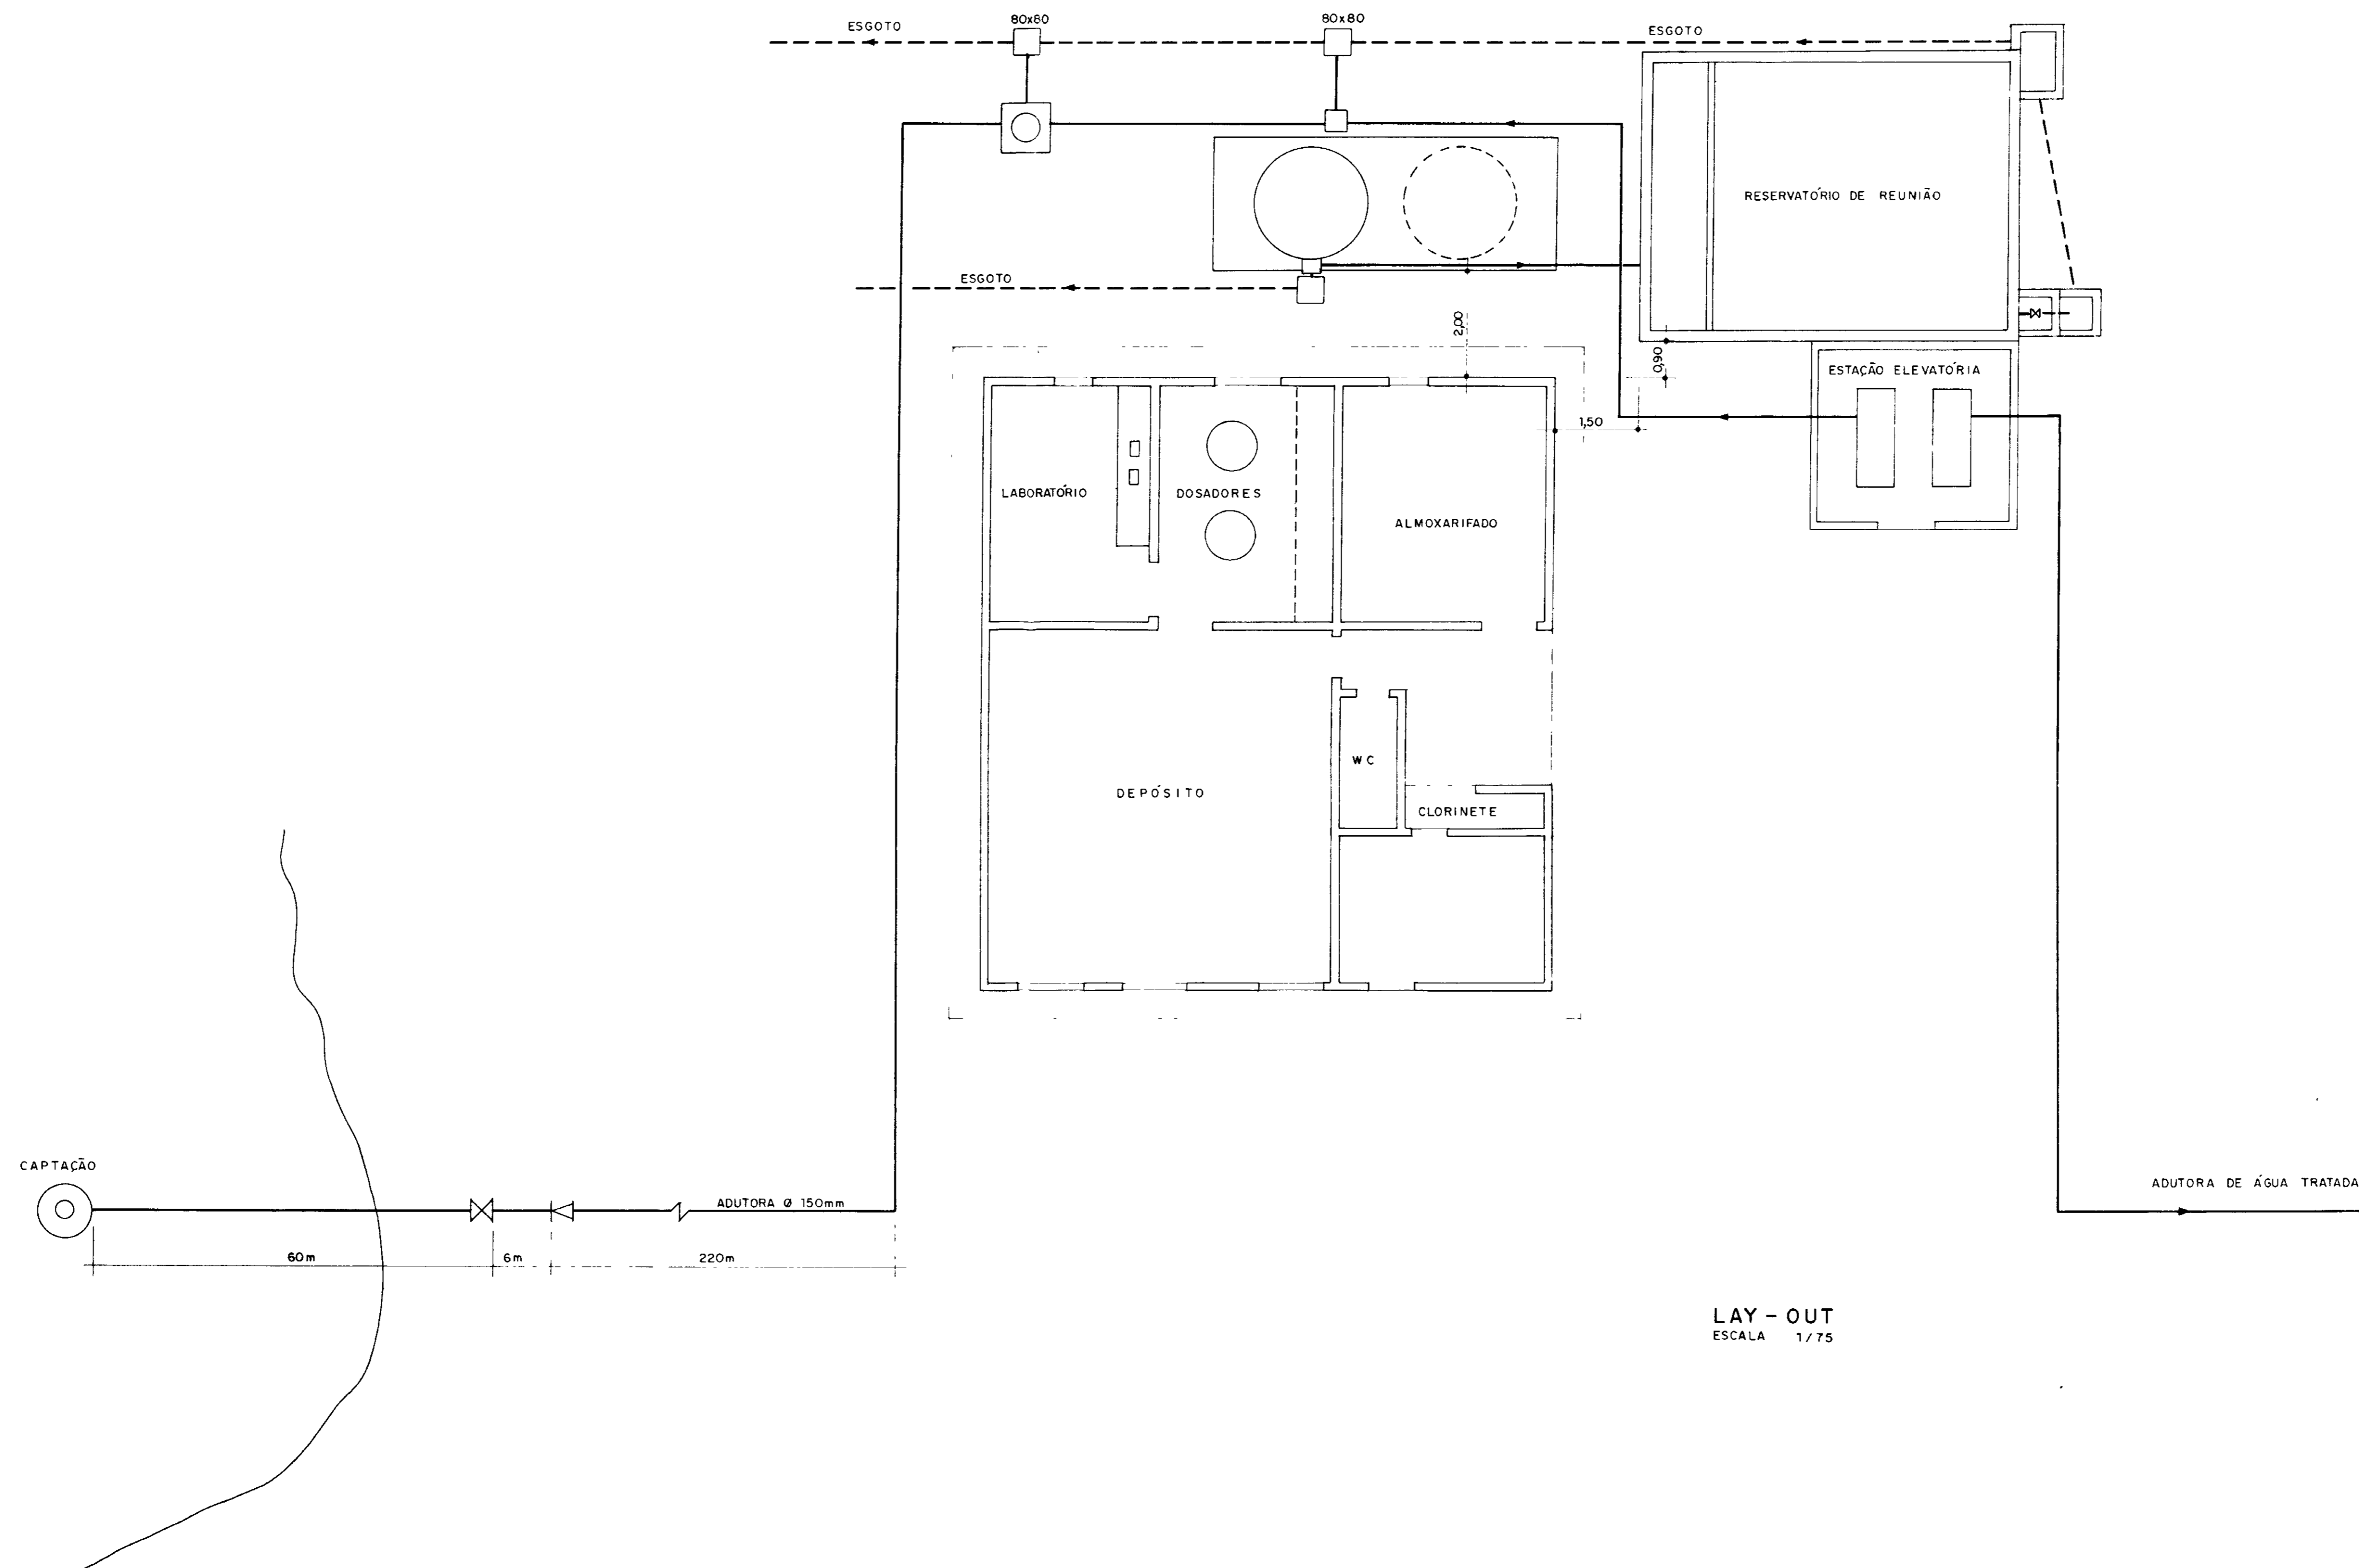 80x80
80x80
ESGOTO
ESGOTO
RESERVATÓRIO DE REUNIÃO
ESGOTO
2,00
0,90
ESTAÇÃO ELEVATÓRIA
1,50
LABORATÓRIO
DOSADORES
ALMOXARIFADO
WC
DEPÓSITO
CLORINETE
CAPTAÇÃO
ADUTORA DE ÁGUA TRATADA
ADUTORA Ø 150mm
60m
6m
220m
LAY-OUT
ESCALA 1/75